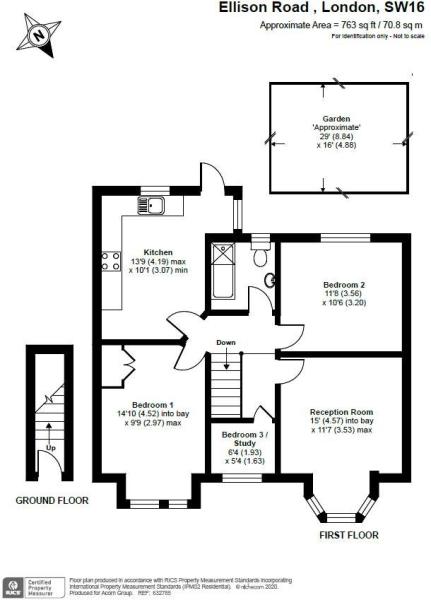 Ellison Road , London, SW16
Approximate Area = 763 sq ft / 70.8 sq m
For identification only - Not to scale
N
Garden
'Approximate'
29' (8.84)
x 16' (4.88)
Kitchen
13'9 (4.19) max
x 10'1 (3.07) min
Bedroom 2
11'8 (3.56)
x 10'6 (3.20)
Down
Bedroom 1
14'10 (4.52) into bay
x 9'9 (2.97) max
Reception Room
15' (4.57) into bay
x 11'7 (3.53) max
Bedroom 3 /
Study
6'4 (1.93)
x 5'4 (1.63)
Up
GROUND FLOOR
FIRST FLOOR
RICS
Certified
Property
Measurer
Floor plan produced in accordance with RICS Property Measurement Standards incorporating
International Property Measurement Standards (IPMS2 Residential). © nichecom 2020.
Produced for Acorn Group. REF: 632785